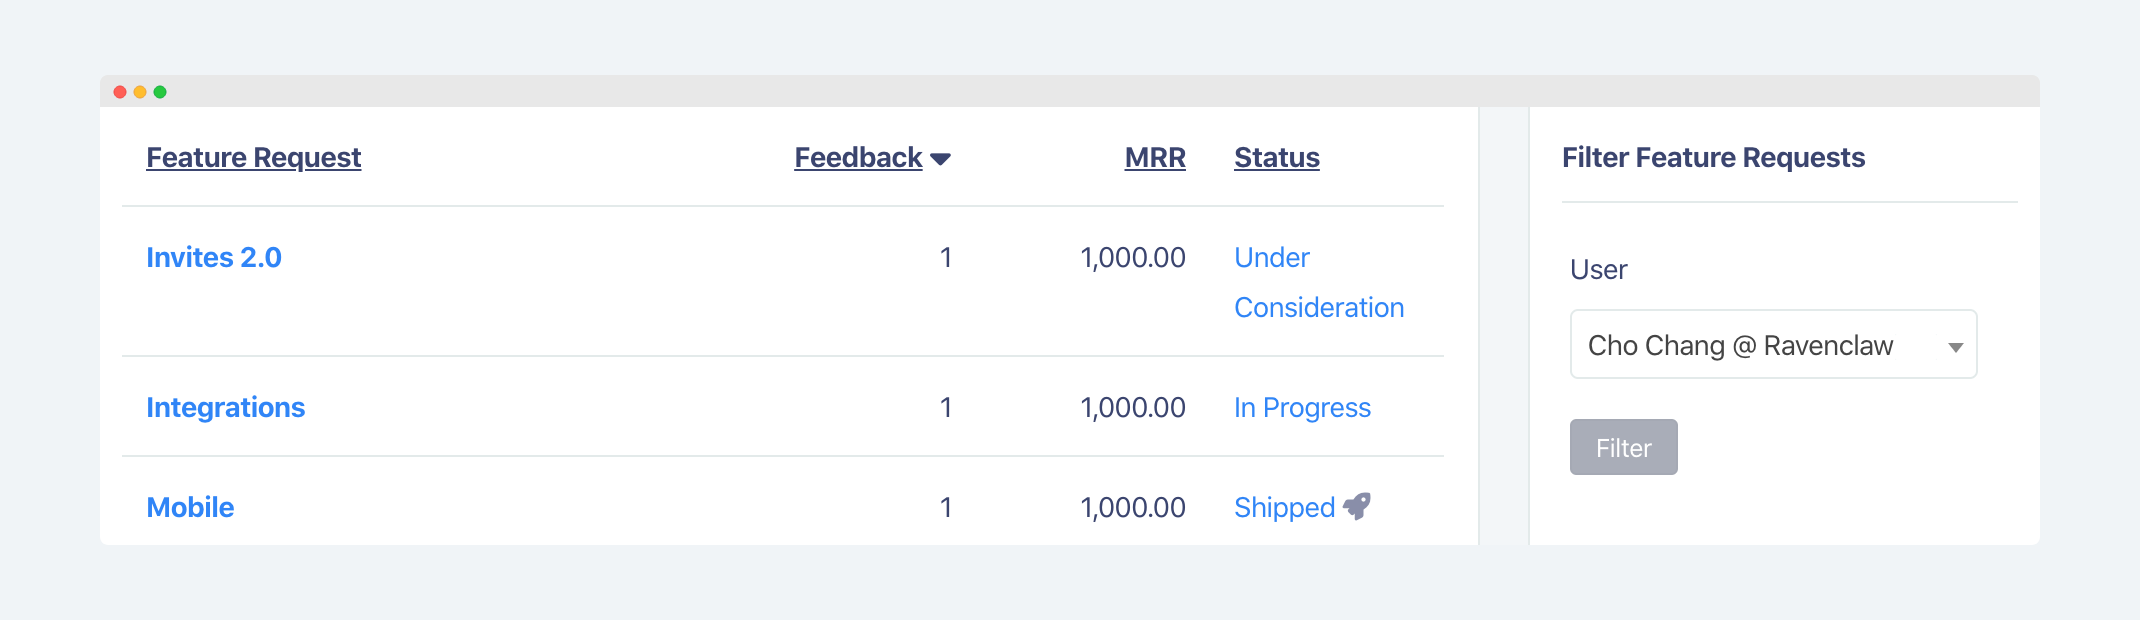 Feature Request Feedback MRR Status
Invites 2.0 1 1,000.00 Under
Consideration
Integrations 1 1,000.00 In Progress
Mobile 1 1,000.00 Shipped
Filter Feature Requests
User
Cho Chang @ Ravenclaw
Filter